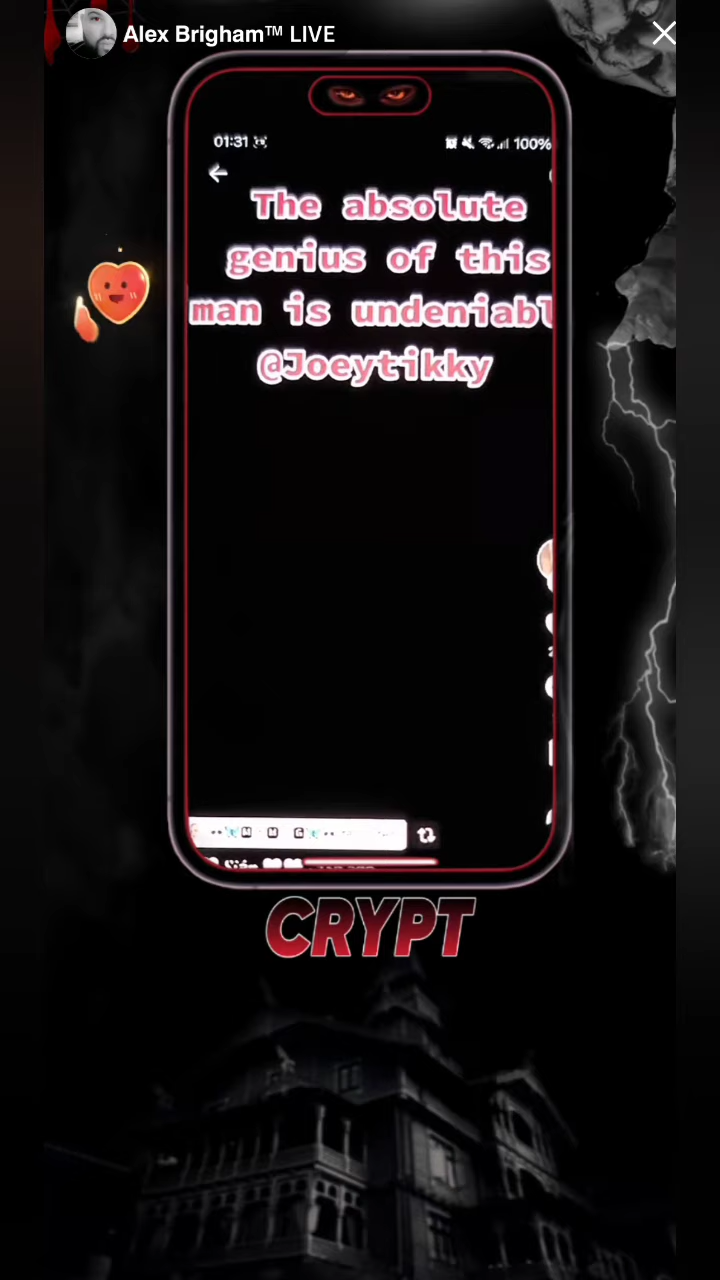 Alex Brigham™ LIVE
01:31
100%
The absolute
genius of this
man is undeniabl
@Joeytikky
M M G
CRYPT